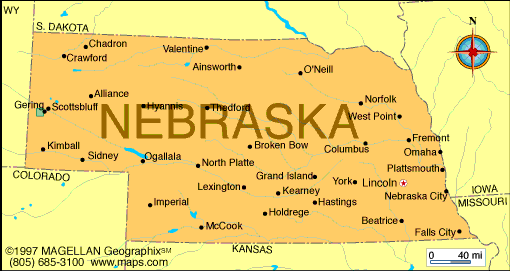 WY
S. DAKOTA
N
Chadron
Crawford
Valentine
Ainsworth
O'Neill
Alliance
Gering
Scottsbluff
Hyannis
Thedford
Norfolk
West Point
NEBRASKA
Kimball
Sidney
Ogallala
Broken Bow
Columbus
Fremont
Omaha
North Platte
Plattsmouth
COLORADO
Grand Island
York
Lincoln
IOWA
Lexington
Kearney
Nebraska City
MISSOURI
Imperial
Hastings
Holdrege
McCook
Beatrice
Falls City
KANSAS
©1997 MAGELLAN Geographix℠
(805) 685-3100 www.maps.com
0 40 mi